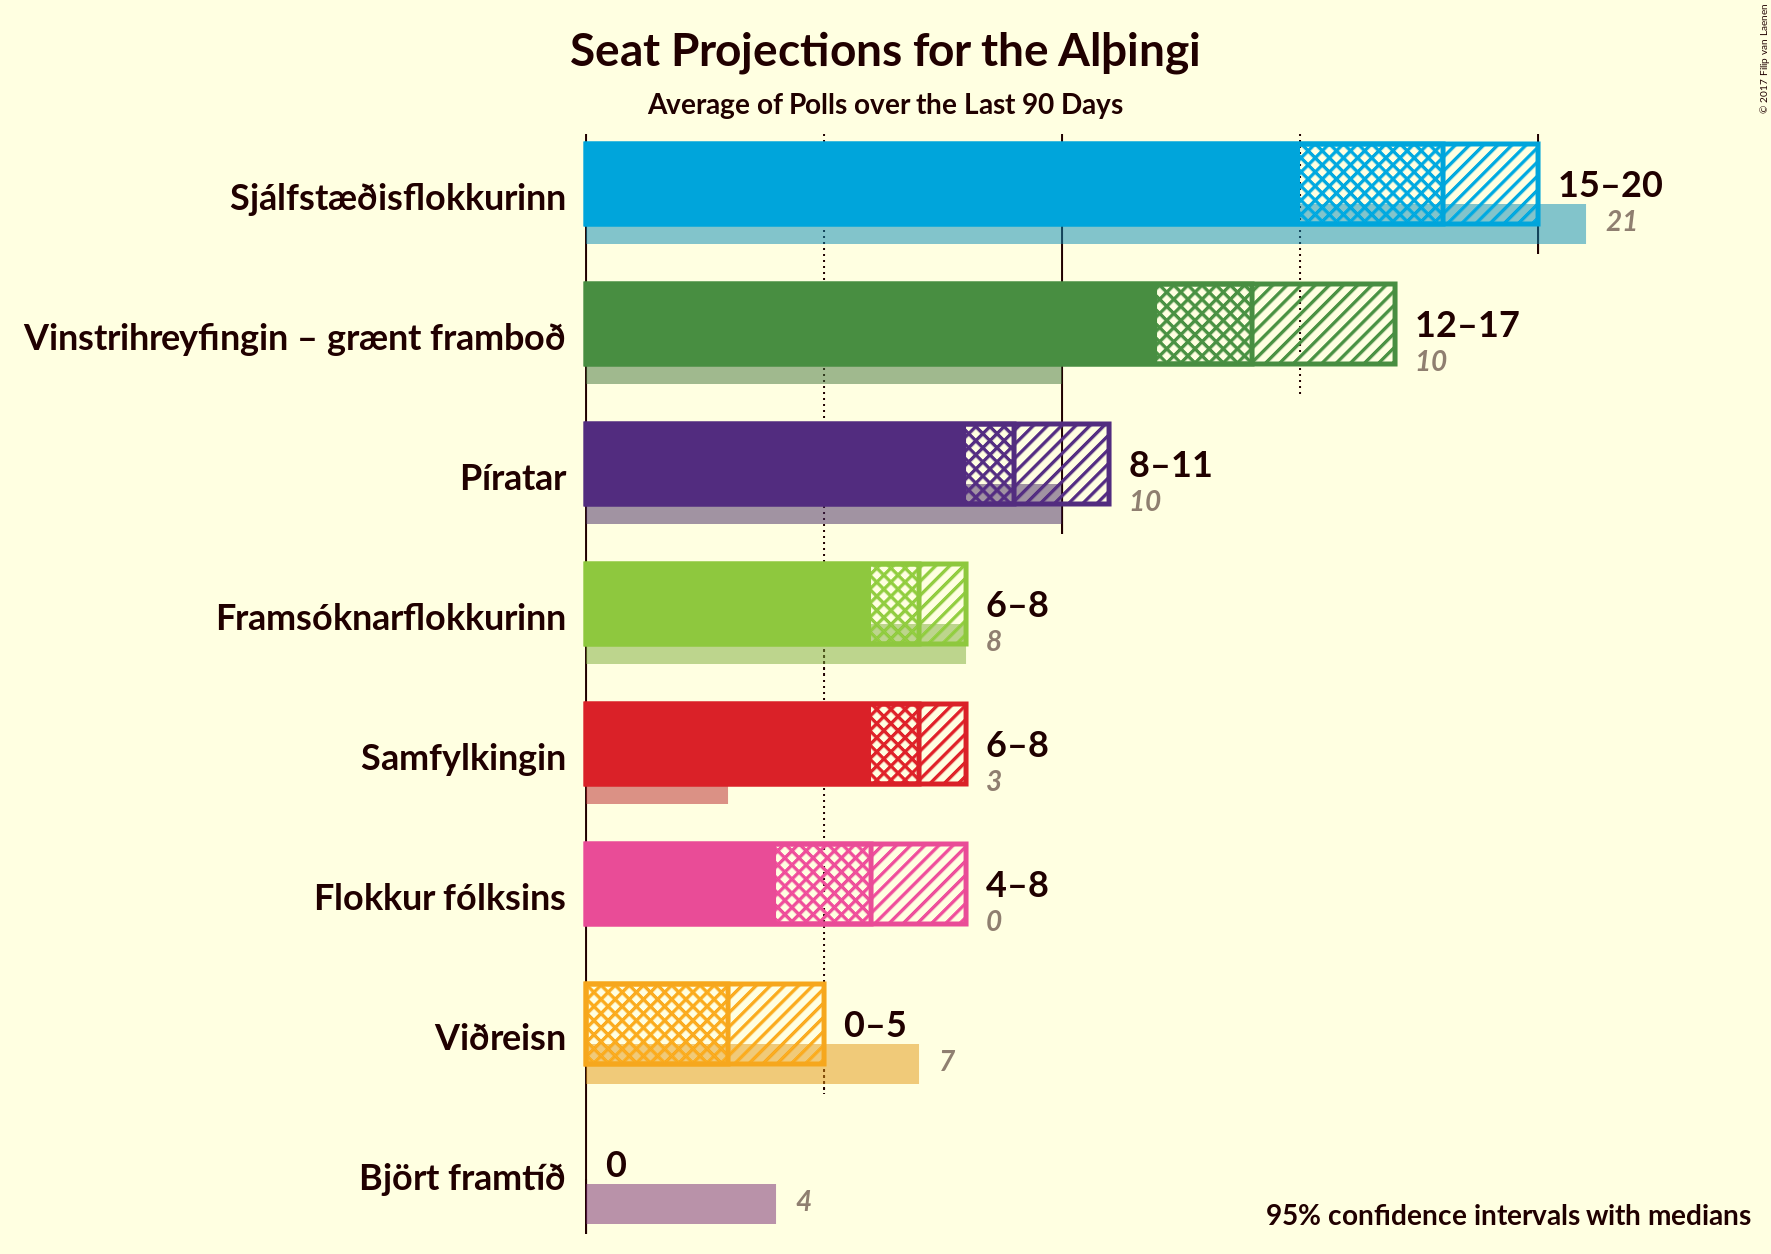 Seat Projections for the Alþingi
Average of Polls over the Last 90 Days
© 2017 Filip van Laenen
Sjálfstæðisflokkurinn
15–20
21
Vinstrihreyfingin – grænt framboð
12–17
10
Píratar
8–11
10
Framsóknarflokkurinn
6–8
8
Samfylkingin
6–8
3
Flokkur fólksins
4–8
0
Viðreisn
0–5
7
Björt framtíð
0
4
95% confidence intervals with medians